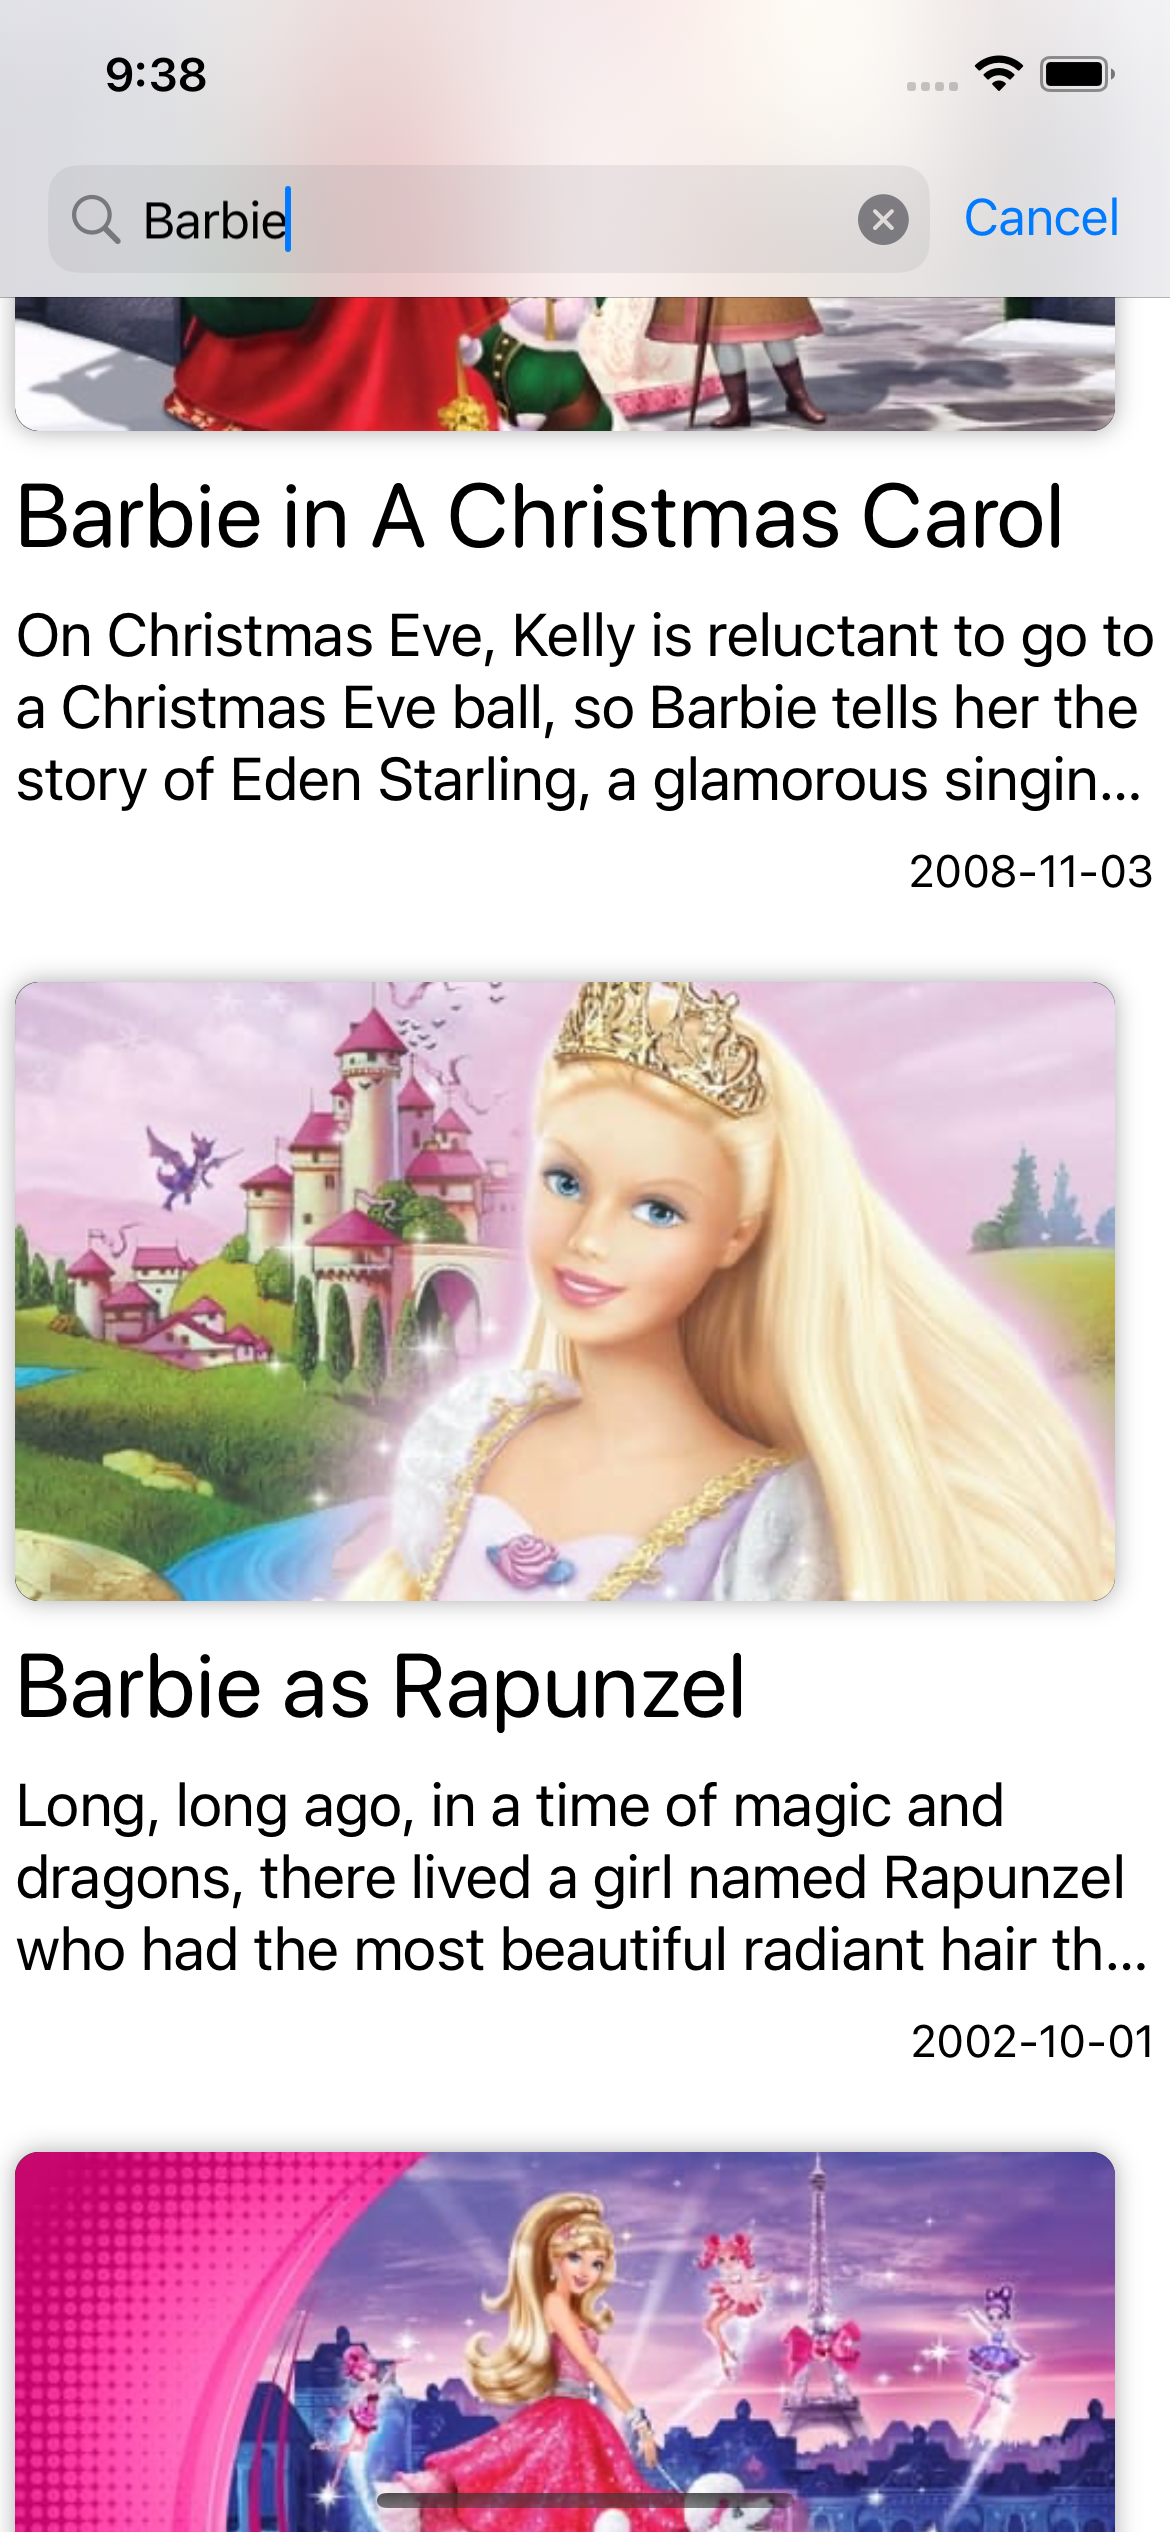 9:38
Barbie
Cancel
Barbie in A Christmas Carol
On Christmas Eve, Kelly is reluctant to go to
a Christmas Eve ball, so Barbie tells her the
story of Eden Starling, a glamorous singin...
2008-11-03
Barbie as Rapunzel
Long, long ago, in a time of magic and
dragons, there lived a girl named Rapunzel
who had the most beautiful radiant hair th...
2002-10-01